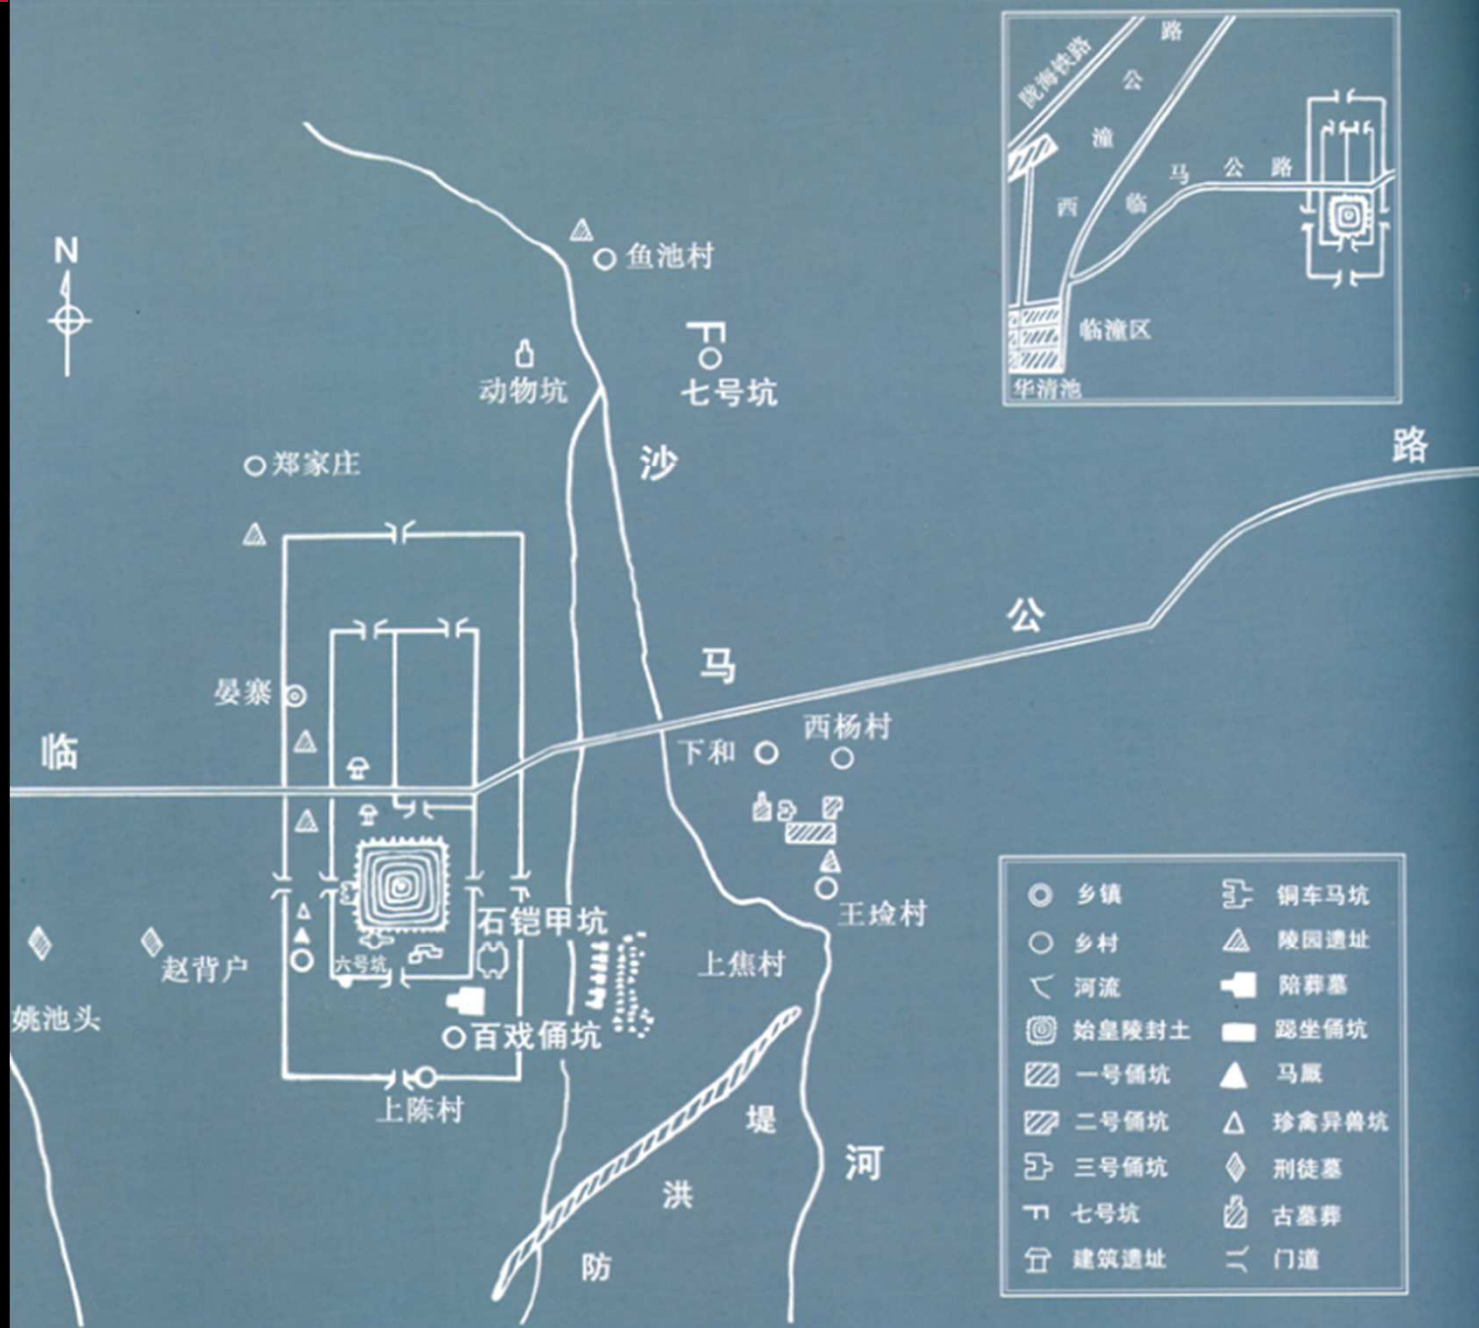 陇海铁路
西潼公路
临马公路
临潼区
华清池
N
鱼池村
动物坑
七号坑
郑家庄
沙河
临马公路
晏寨
下和
西杨村
王埝村
石铠甲坑
上焦村
赵背户
六号坑
姚池头
百戏俑坑
上陈村
防洪堤
乡镇
乡村
河流
始皇陵封土
一号俑坑
二号俑坑
三号俑坑
七号坑
建筑遗址
铜车马坑
陵园遗址
陪葬墓
跽坐俑坑
马厩
珍禽异兽坑
刑徒墓
古墓葬
门道